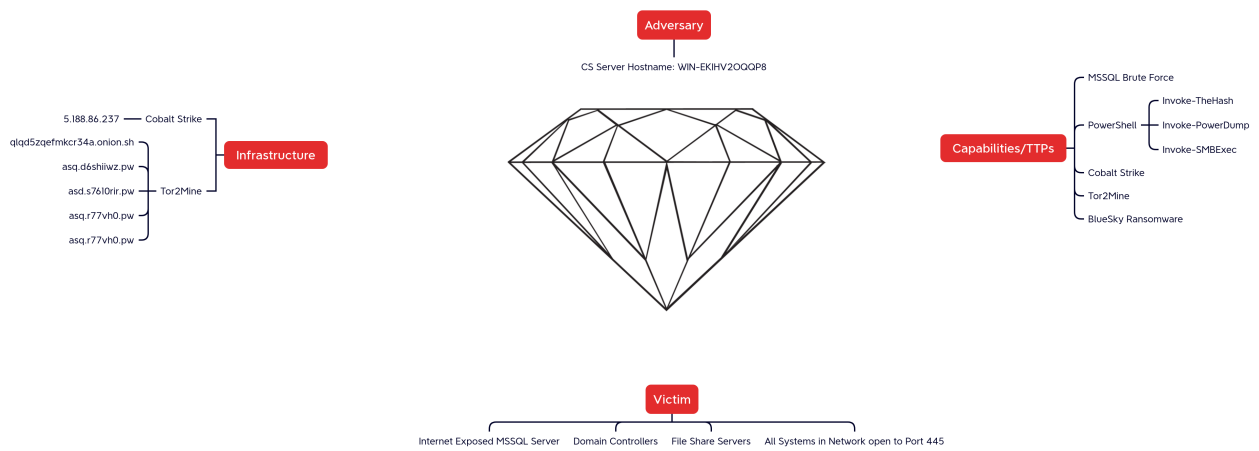 Adversary
CS Server Hostname: WIN-EKIHV2OQQP8
5.188.86.237
Cobalt Strike
qlqd5zqefmkcr34a.onion.sh
asq.d6shiiwz.pw
asd.s7610rir.pw
asq.r77vh0.pw
asq.r77vh0.pw
Tor2Mine
Infrastructure
Capabilities/TTPs
MSSQL Brute Force
PowerShell
Invoke-TheHash
Invoke-PowerDump
Invoke-SMBExec
Cobalt Strike
Tor2Mine
BlueSky Ransomware
Victim
Internet Exposed MSSQL Server
Domain Controllers
File Share Servers
All Systems in Network open to Port 445